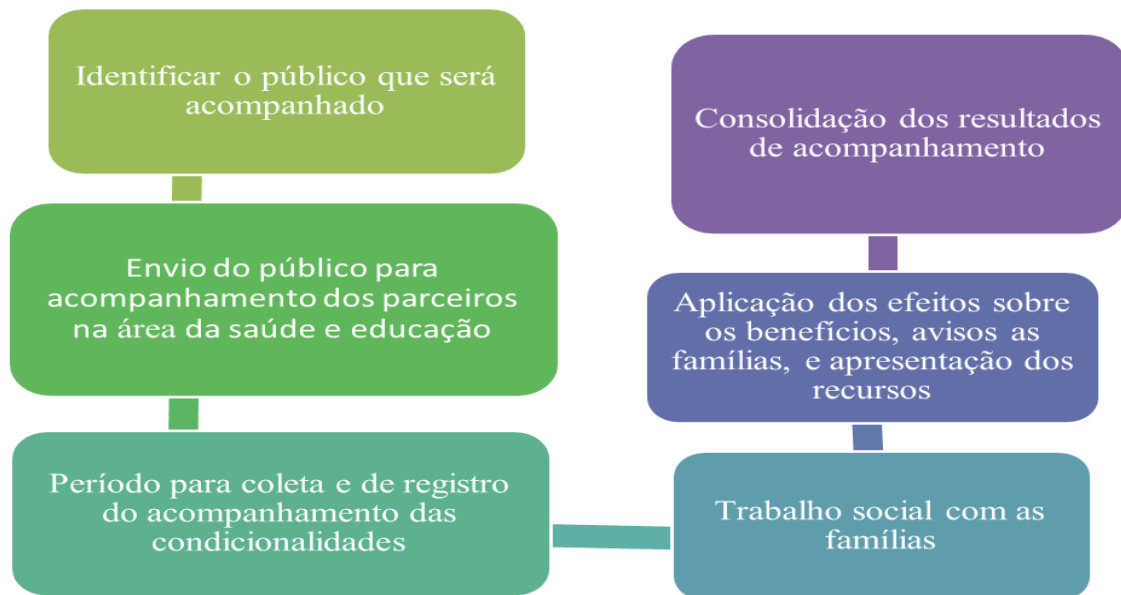 Identificar o público que será
acompanhado
Envio do público para
acompanhamento dos parceiros
na área da saúde e educação
Período para coleta e de registro
do acompanhamento das
condicionalidades
Trabalho social com as
famílias
Aplicação dos efeitos sobre
os benefícios, avisos as
famílias, e apresentação dos
recursos
Consolidação dos resultados
de acompanhamento